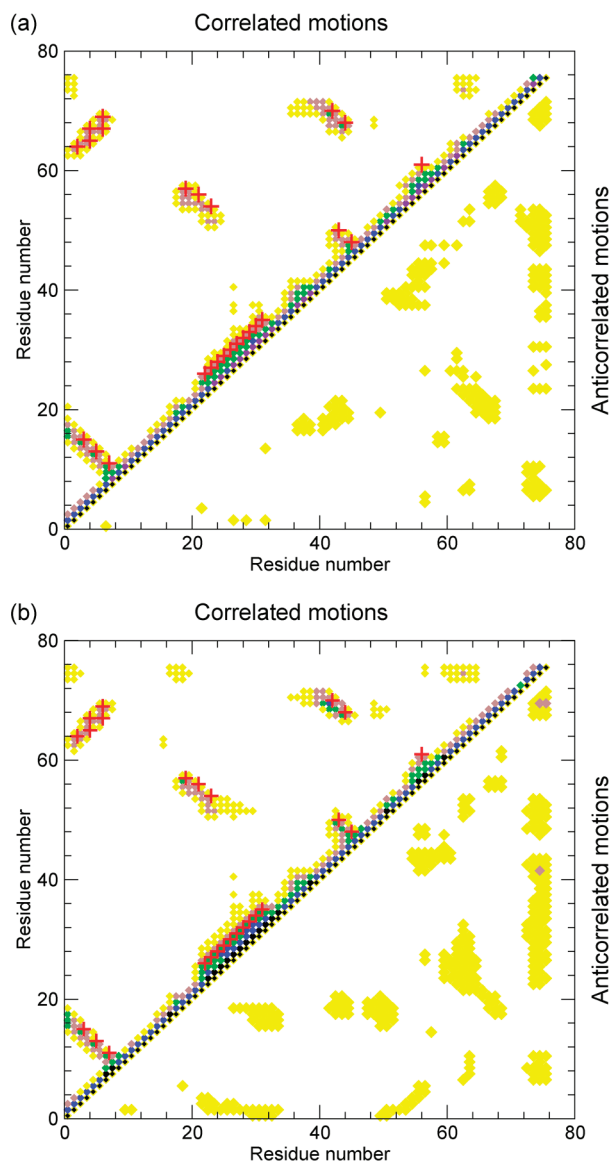 (a)
Correlated motions
80
60
40
20
0
Residue number
Anticorrelated motions
0 20 40 60 80
Residue number
(b)
Correlated motions
80
60
40
20
0
Residue number
Anticorrelated motions
0 20 40 60 80
Residue number